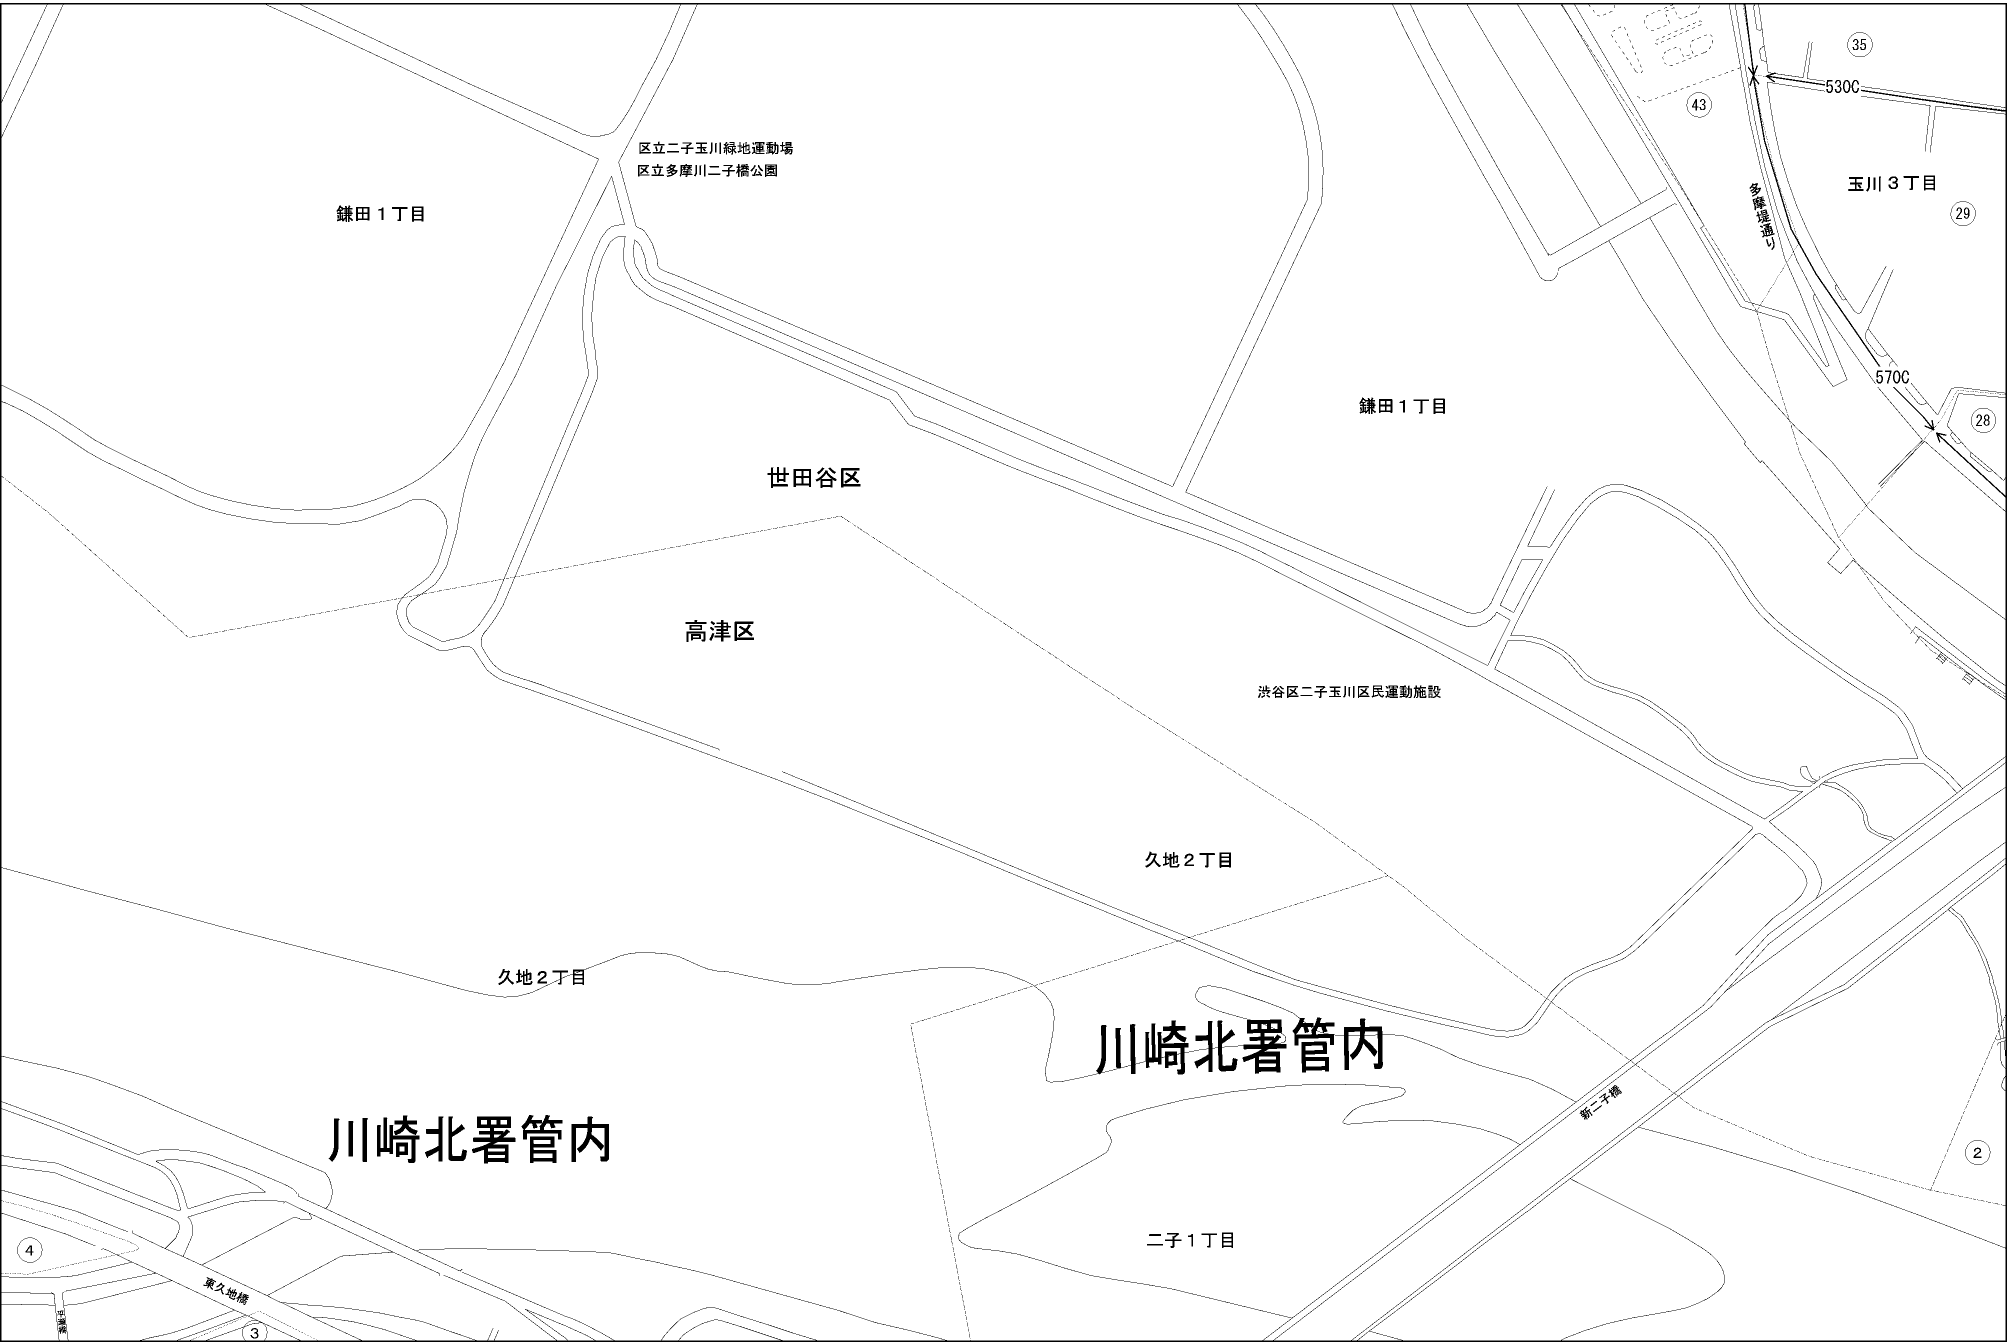 35
530C
43
区立二子玉川緑地運動場
区立多摩川二子橋公園
玉川３丁目
多摩堤通り
鎌田１丁目
29
570C
鎌田１丁目
28
世田谷区
高津区
渋谷区二子玉川区民運動施設
久地２丁目
久地２丁目
川崎北署管内
新二子橋
川崎北署管内
2
二子１丁目
4
東久地橋
3